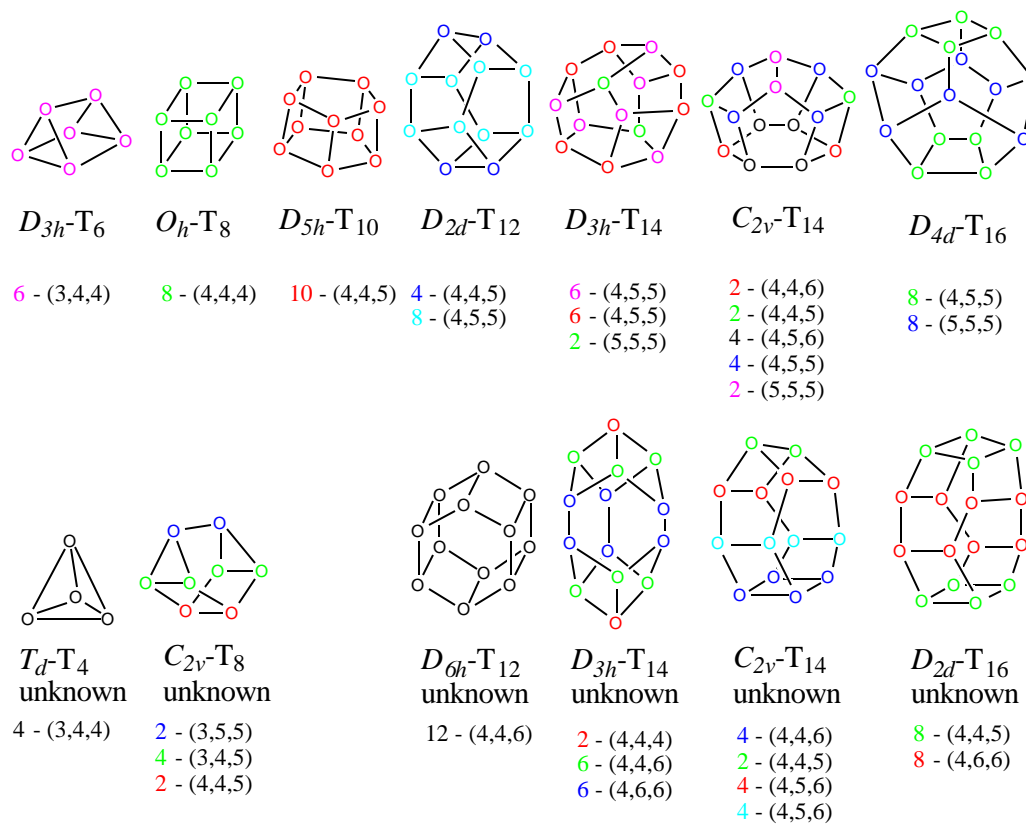 D3h-T6 Oh-T8 D5h-T10 D2d-T12 D3h-T14 C2v-T14 D4d-T16
6 - (3,4,4) 8 - (4,4,4) 10 - (4,4,5) 4 - (4,4,5) 6 - (4,5,5) 2 - (4,4,6) 8 - (4,5,5)
8 - (4,5,5) 6 - (4,5,5) 2 - (4,4,5) 8 - (5,5,5)
2 - (5,5,5) 4 - (4,5,6)
4 - (4,5,5)
2 - (5,5,5)
Td-T4 C2v-T8 D6h-T12 D3h-T14 C2v-T14 D2d-T16
unknown unknown unknown unknown unknown unknown
4 - (3,4,4) 2 - (3,5,5) 12 - (4,4,6) 2 - (4,4,4) 4 - (4,4,6) 8 - (4,4,5)
4 - (3,4,5) 6 - (4,4,6) 2 - (4,4,5) 8 - (4,6,6)
2 - (4,4,5) 6 - (4,6,6) 4 - (4,5,6)
4 - (4,5,6)